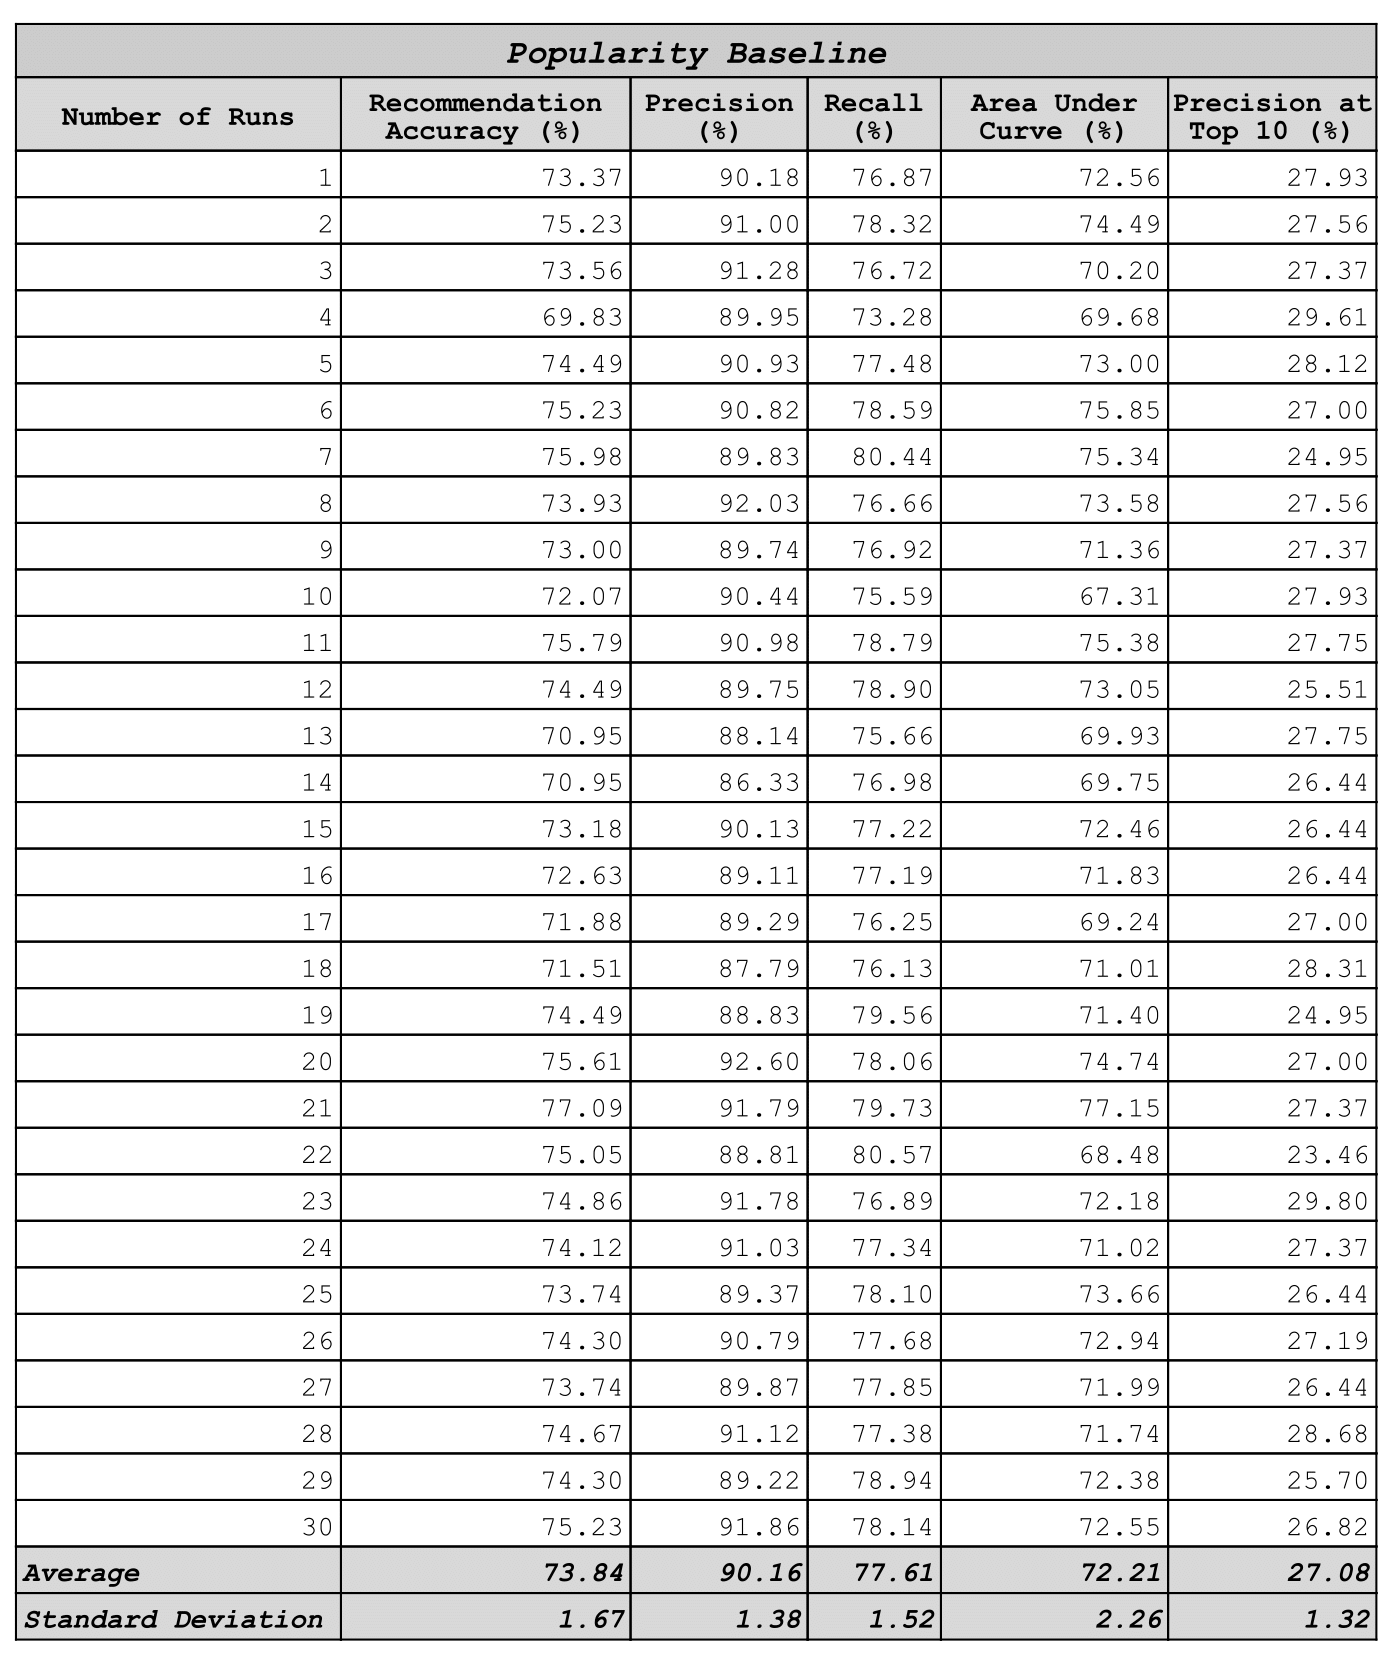 Popularity Baseline
Number of Runs Recommendation Accuracy (%) Precision (%) Recall (%) Area Under Curve (%) Precision at Top 10 (%)
1 73.37 90.18 76.87 72.56 27.93
2 75.23 91.00 78.32 74.49 27.56
3 73.56 91.28 76.72 70.20 27.37
4 69.83 89.95 73.28 69.68 29.61
5 74.49 90.93 77.48 73.00 28.12
6 75.23 90.82 78.59 75.85 27.00
7 75.98 89.83 80.44 75.34 24.95
8 73.93 92.03 76.66 73.58 27.56
9 73.00 89.74 76.92 71.36 27.37
10 72.07 90.44 75.59 67.31 27.93
11 75.79 90.98 78.79 75.38 27.75
12 74.49 89.75 78.90 73.05 25.51
13 70.95 88.14 75.66 69.93 27.75
14 70.95 86.33 76.98 69.75 26.44
15 73.18 90.13 77.22 72.46 26.44
16 72.63 89.11 77.19 71.83 26.44
17 71.88 89.29 76.25 69.24 27.00
18 71.51 87.79 76.13 71.01 28.31
19 74.49 88.83 79.56 71.40 24.95
20 75.61 92.60 78.06 74.74 27.00
21 77.09 91.79 79.73 77.15 27.37
22 75.05 88.81 80.57 68.48 23.46
23 74.86 91.78 76.89 72.18 29.80
24 74.12 91.03 77.34 71.02 27.37
25 73.74 89.37 78.10 73.66 26.44
26 74.30 90.79 77.68 72.94 27.19
27 73.74 89.87 77.85 71.99 26.44
28 74.67 91.12 77.38 71.74 28.68
29 74.30 89.22 78.94 72.38 25.70
30 75.23 91.86 78.14 72.55 26.82
Average 73.84 90.16 77.61 72.21 27.08
Standard Deviation 1.67 1.38 1.52 2.26 1.32